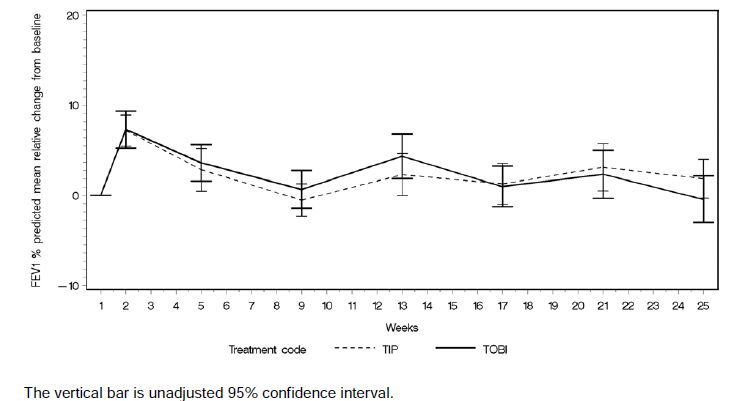 FEV1 % predicted mean relative change from baseline
20
10
0
−10
1 2 3 4 5 6 7 8 9 10 11 12 13 14 15 16 17 18 19 20 21 22 23 24 25
Weeks
Treatment code TIP TOBI
The vertical bar is unadjusted 95% confidence interval.